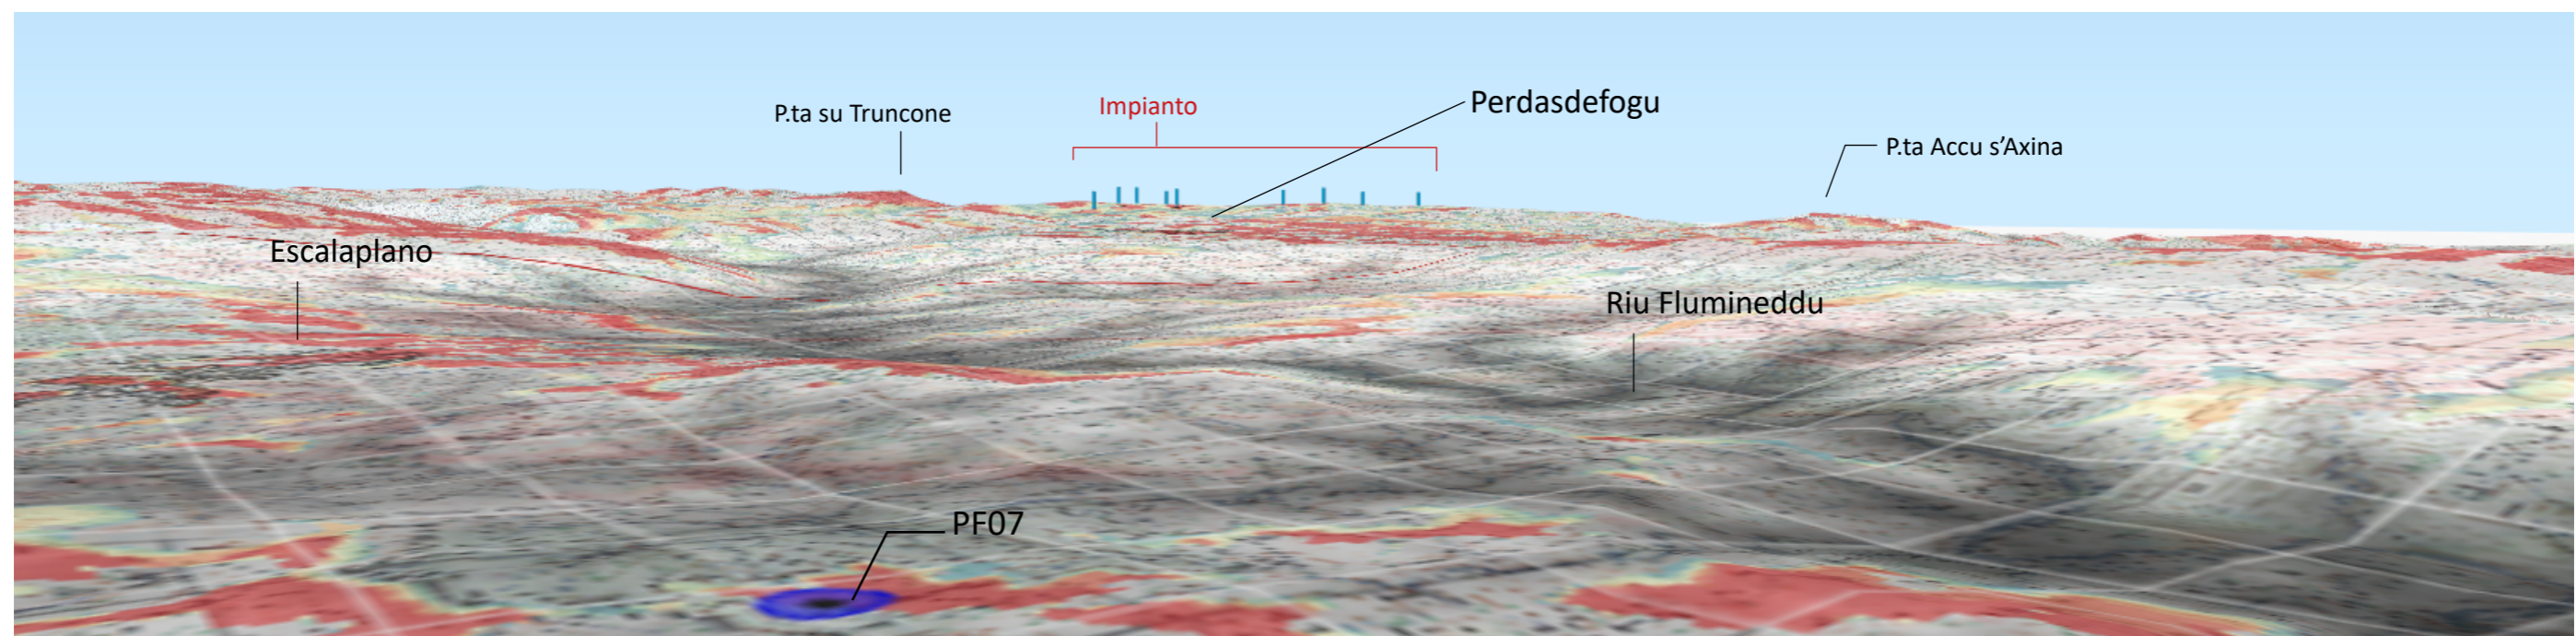 Perdasdefogu
Impianto
P.ta su Truncone
P.ta Accu s’Axina
Escalaplano
Riu Flumineddu
PF07